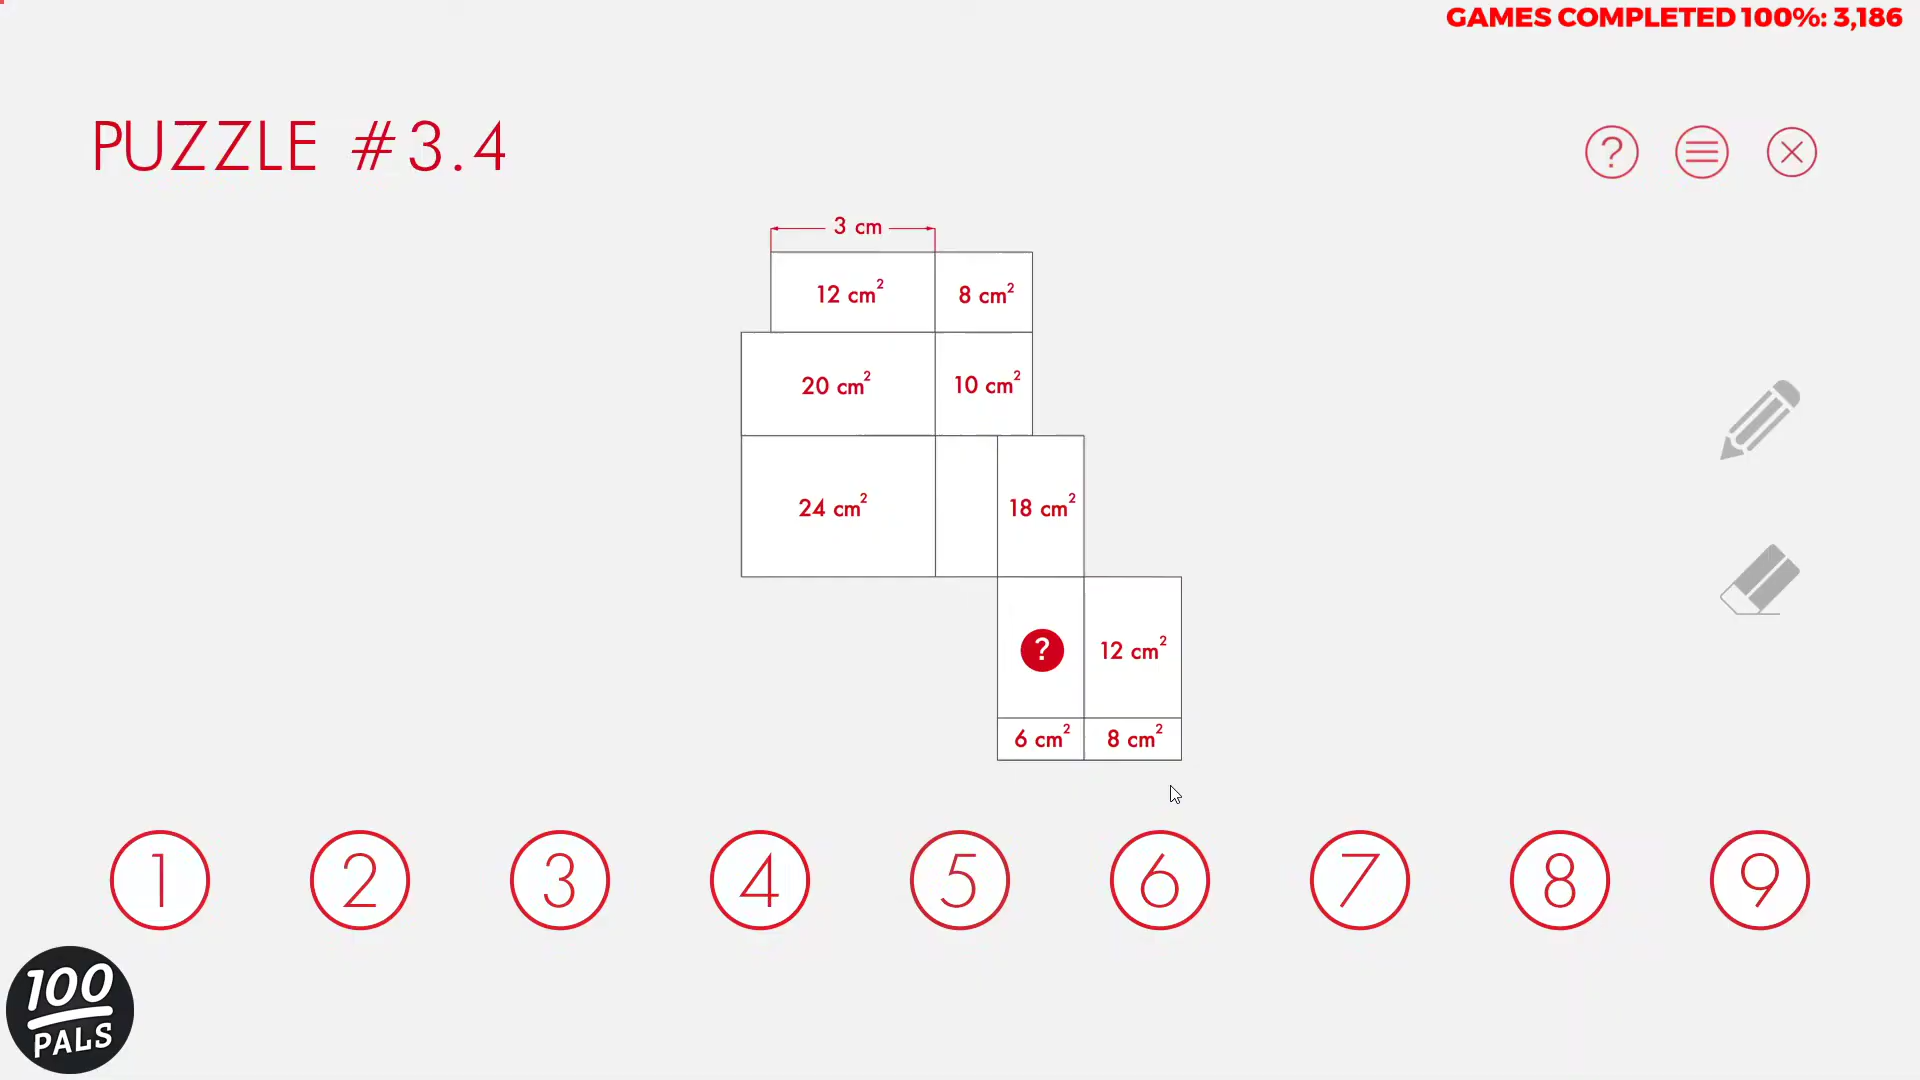 GAMES COMPLETED 100%: 3,186
PUZZLE #3.4
?
3 cm
12 cm² 8 cm²
20 cm² 10 cm²
24 cm² 18 cm²
? 12 cm²
6 cm² 8 cm²
1 2 3 4 5 6 7 8 9
100
PALS